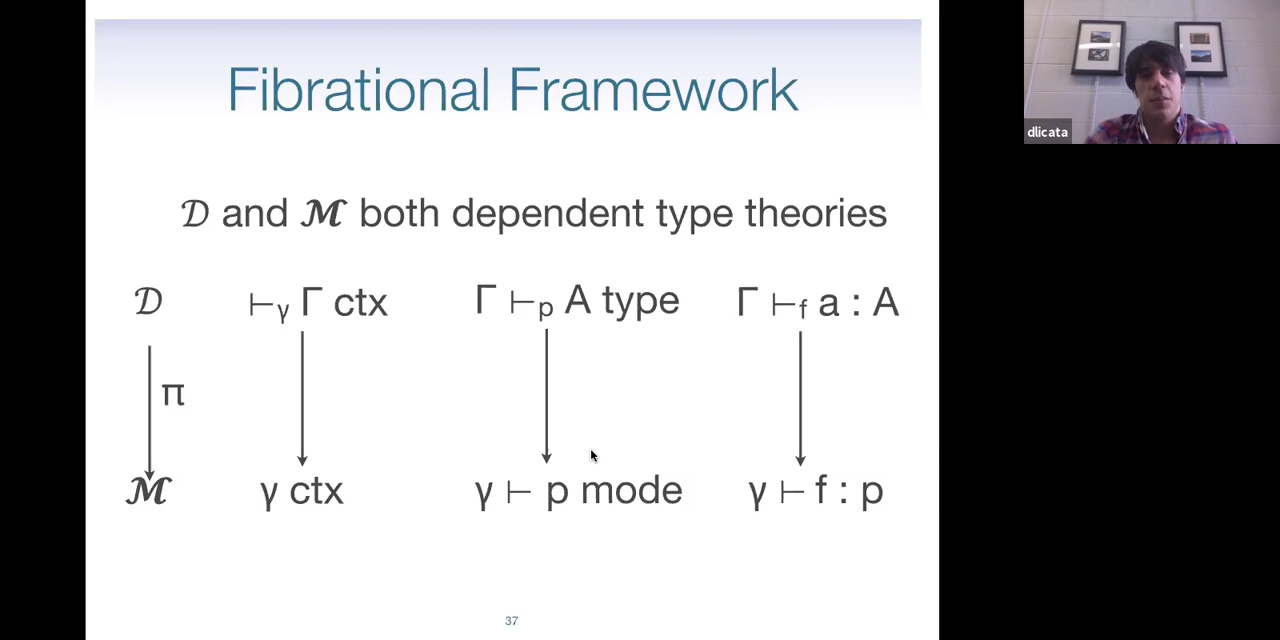 Fibrational Framework
dlicata
𝒟 and ℳ both dependent type theories
𝒟 ⊢γ Γ ctx Γ ⊢p A type Γ ⊢f a : A
π
ℳ γ ctx γ ⊢ p mode γ ⊢ f : p
37